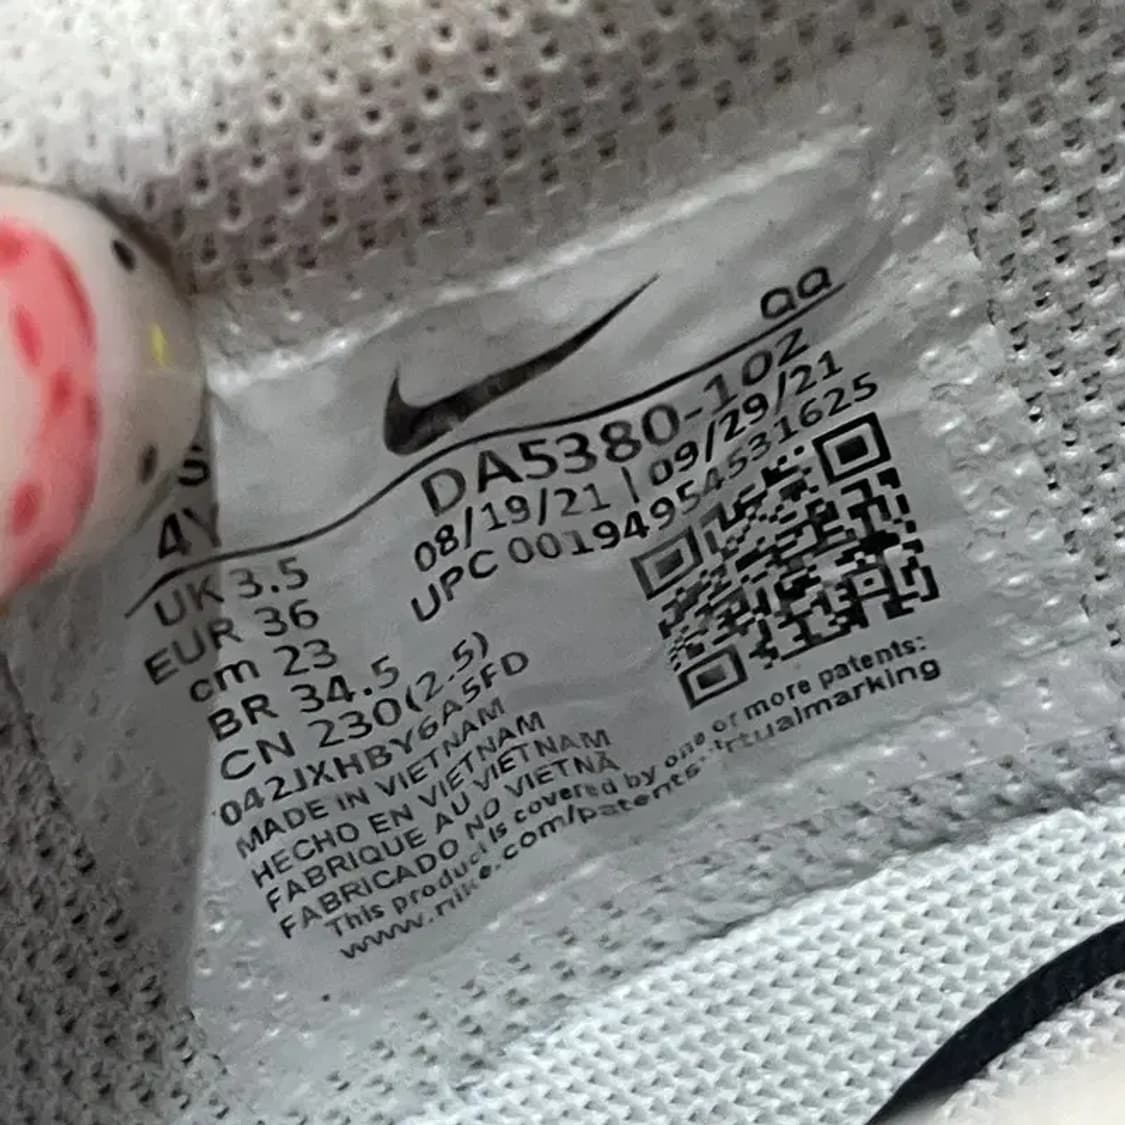 QQ
DA5380-102
08/19/21 | 09/29/21
UPC 00194954531625
4Y
UK 3.5
EUR 36
cm 23
BR 34.5
CN 230(2.5)
042JXHBY6A5FD
MADE IN VIETNAM
HECHO EN VIETNAM
FABRIQUE AU VIETNAM
FABRICADO NO VIETNÃ
This product is covered by one or more patents:
www.nike.com/patents